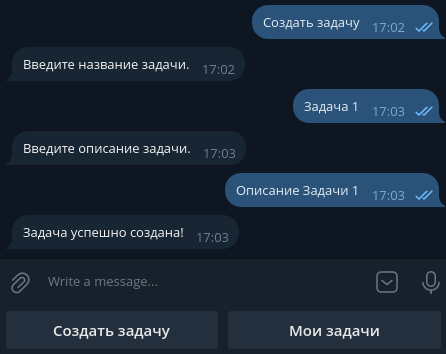 Создать задачу 17:02
Введите название задачи. 17:02
Задача 1 17:03
Введите описание задачи. 17:03
Описание Задачи 1 17:03
Задача успешно создана! 17:03
Write a message...
Создать задачу Мои задачи